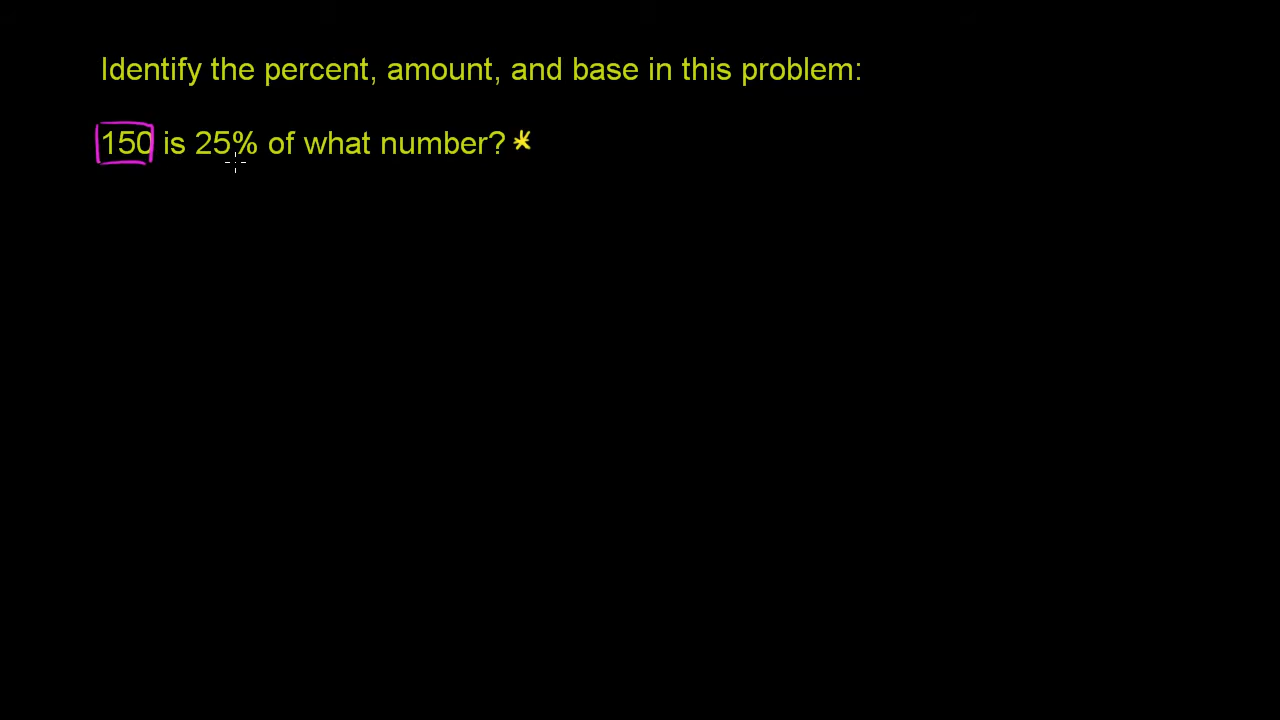 Identify the percent, amount, and base in this problem:
150 is 25% of what number?